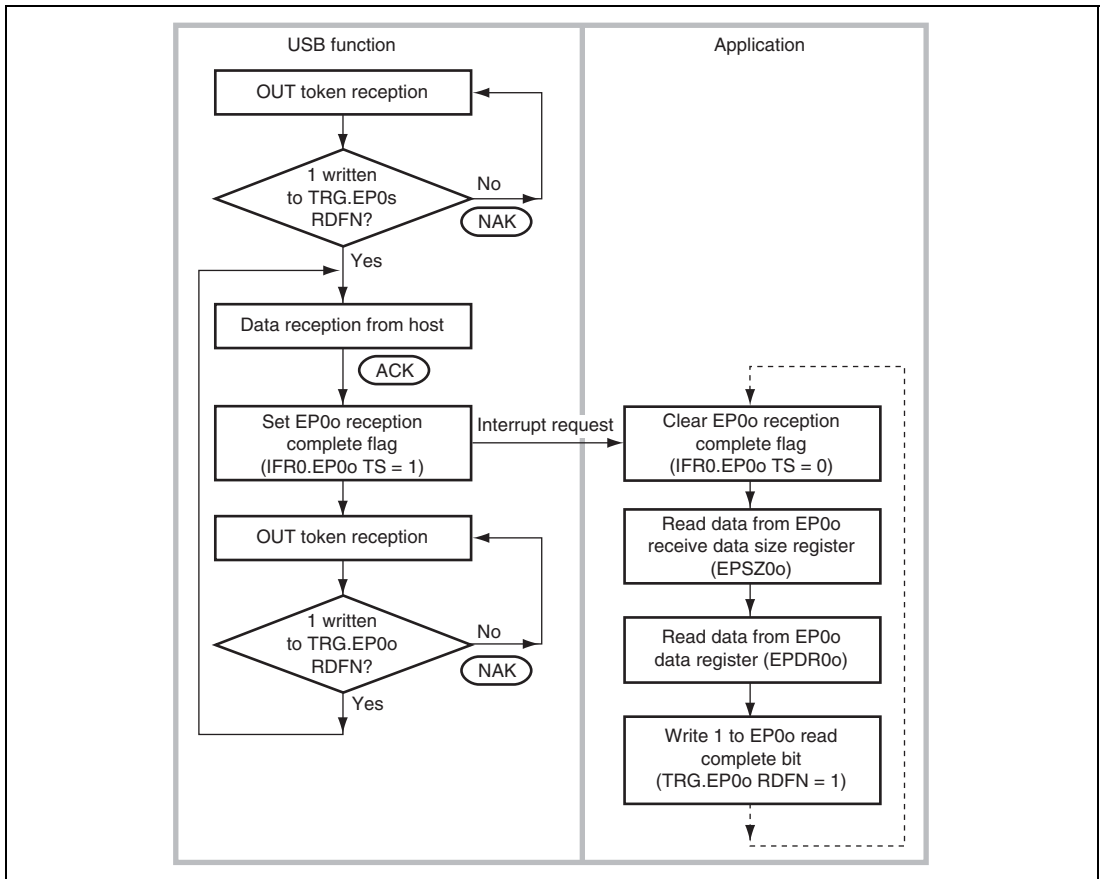 USB function
OUT token reception
1 written
to TRG.EP0s
RDFN?
No
NAK
Yes
Data reception from host
ACK
Set EP0o reception
complete flag
(IFR0.EP0o TS = 1)
Interrupt request
OUT token reception
1 written
to TRG.EP0o
RDFN?
No
NAK
Yes
Application
Clear EP0o reception
complete flag
(IFR0.EP0o TS = 0)
Read data from EP0o
receive data size register
(EPSZ0o)
Read data from EP0o
data register (EPDR0o)
Write 1 to EP0o read
complete bit
(TRG.EP0o RDFN = 1)